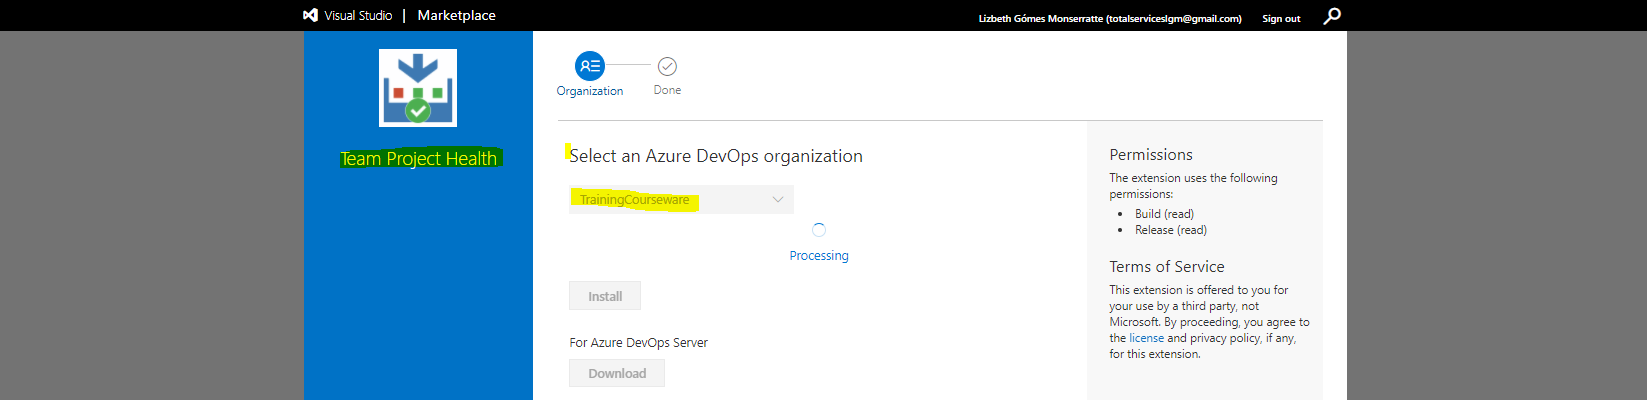 Visual Studio | Marketplace
Lizbeth Gómes Monserratte (totalserviceslgm@gmail.com) Sign out
Team Project Health
Organization
Done
Select an Azure DevOps organization
TrainingCourseware
Processing
Install
For Azure DevOps Server
Download
Permissions
The extension uses the following
permissions:
• Build (read)
• Release (read)
Terms of Service
This extension is offered to you for
your use by a third party, not
Microsoft. By proceeding, you agree to
the license and privacy policy, if any,
for this extension.